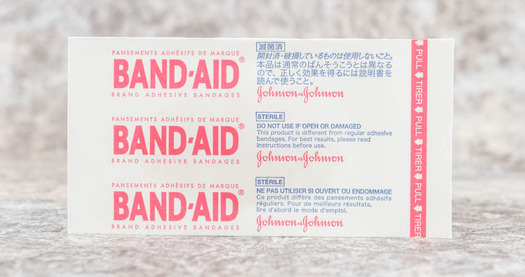 PANSEMENTS ADHÉSIFS DE MARQUE
BAND-AID®
BRAND ADHESIVE BANDAGES
滅菌済
開封済・破損しているものは使用しないこと。
本品は通常のばんそうこうとは異なる
ので、正しく効果を得るには説明書を
読んで使うこと。
Johnson & Johnson
PANSEMENTS ADHÉSIFS DE MARQUE
BAND-AID®
BRAND ADHESIVE BANDAGES
STERILE
DO NOT USE IF OPEN OR DAMAGED
This product is different from regular adhesive
bandages. For best results, please read
instructions before use.
Johnson & Johnson
PANSEMENTS ADHÉSIFS DE MARQUE
BAND-AID®
BRAND ADHESIVE BANDAGES
STÉRILE
NE PAS UTILISER SI OUVERT OU ENDOMMAGÉ
Ce produit diffère des pansements adhésifs
réguliers. Pour de meilleurs résultats,
lire d'abord le mode d'emploi.
Johnson & Johnson
PULL TIRER PULL TIRER PULL TIRER